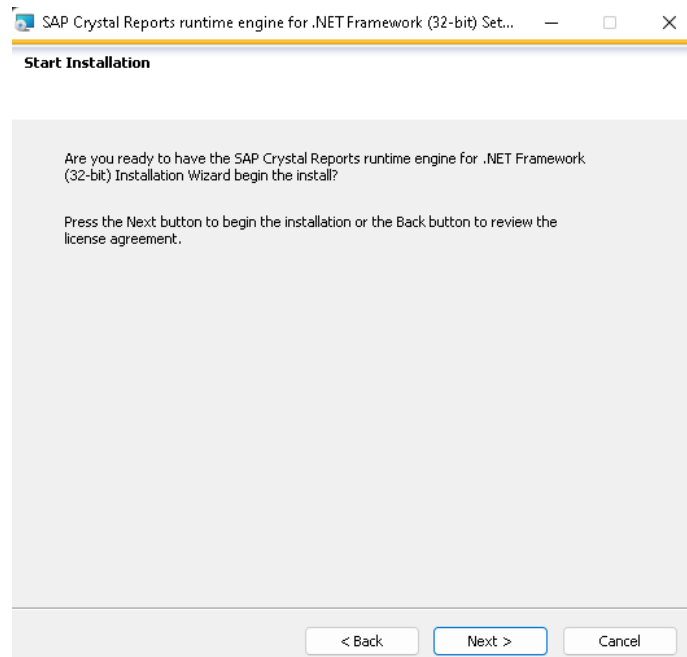 SAP Crystal Reports runtime engine for .NET Framework (32-bit) Set...
Start Installation
Are you ready to have the SAP Crystal Reports runtime engine for .NET Framework
(32-bit) Installation Wizard begin the install?
Press the Next button to begin the installation or the Back button to review the
license agreement.
< Back
Next >
Cancel